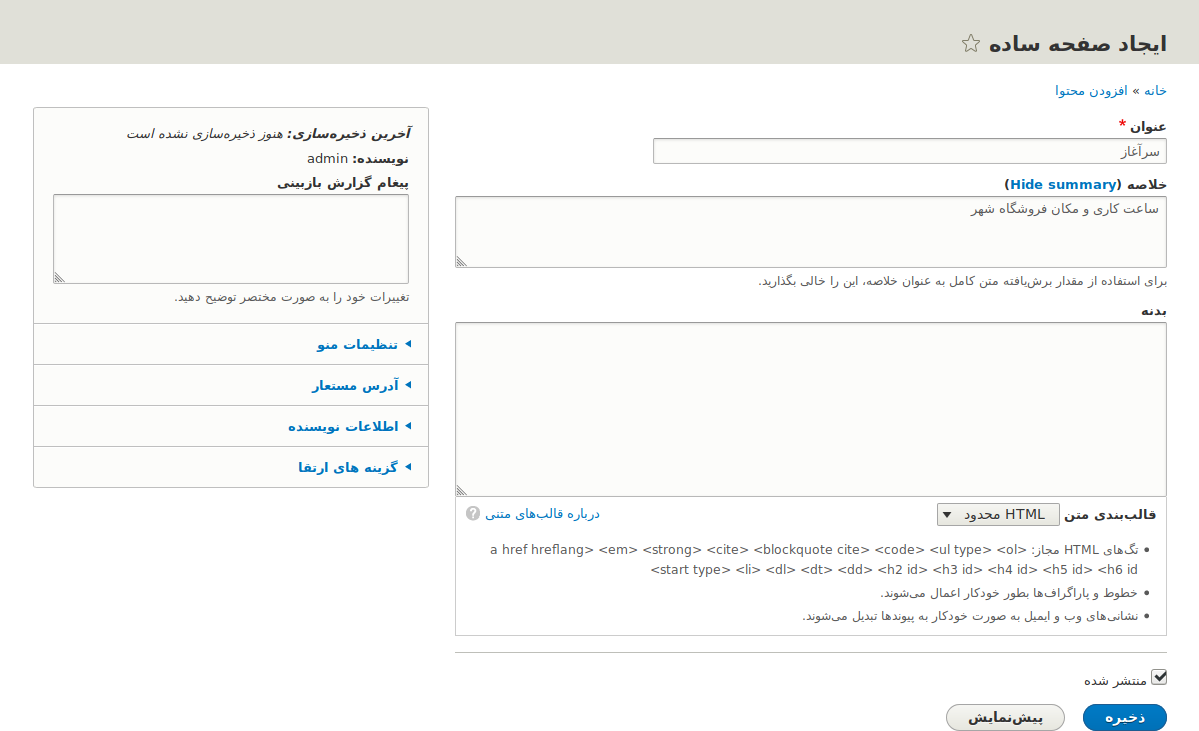 ایجاد صفحه ساده
خانه » افزودن محتوا
عنوان *
سرآغاز
خلاصه (Hide summary)
ساعت کاری و مکان فروشگاه شهر
برای استفاده از مقدار برش‌یافته متن کامل به عنوان خلاصه، این را خالی بگذارید.
بدنه
قالب‌بندی متن HTML محدود
درباره قالب‌های متنی ?
تگ‌های HTML مجاز: <a href hreflang> <em> <strong> <cite> <blockquote cite> <code> <ul type> <ol
start type> <li> <dl> <dt> <dd> <h2 id> <h3 id> <h4 id> <h5 id> <h6 id>
خطوط و پاراگراف‌ها بطور خودکار اعمال می‌شوند.
نشانی‌های وب و ایمیل به صورت خودکار به پیوندها تبدیل می‌شوند.
منتشر شده
ذخیره
پیش‌نمایش
آخرین ذخیره‌سازی: هنوز ذخیره‌سازی نشده است
نویسنده: admin
پیغام گزارش بازبینی
تغییرات خود را به صورت مختصر توضیح دهید.
تنظیمات منو
آدرس مستعار
اطلاعات نویسنده
گزینه های ارتقا